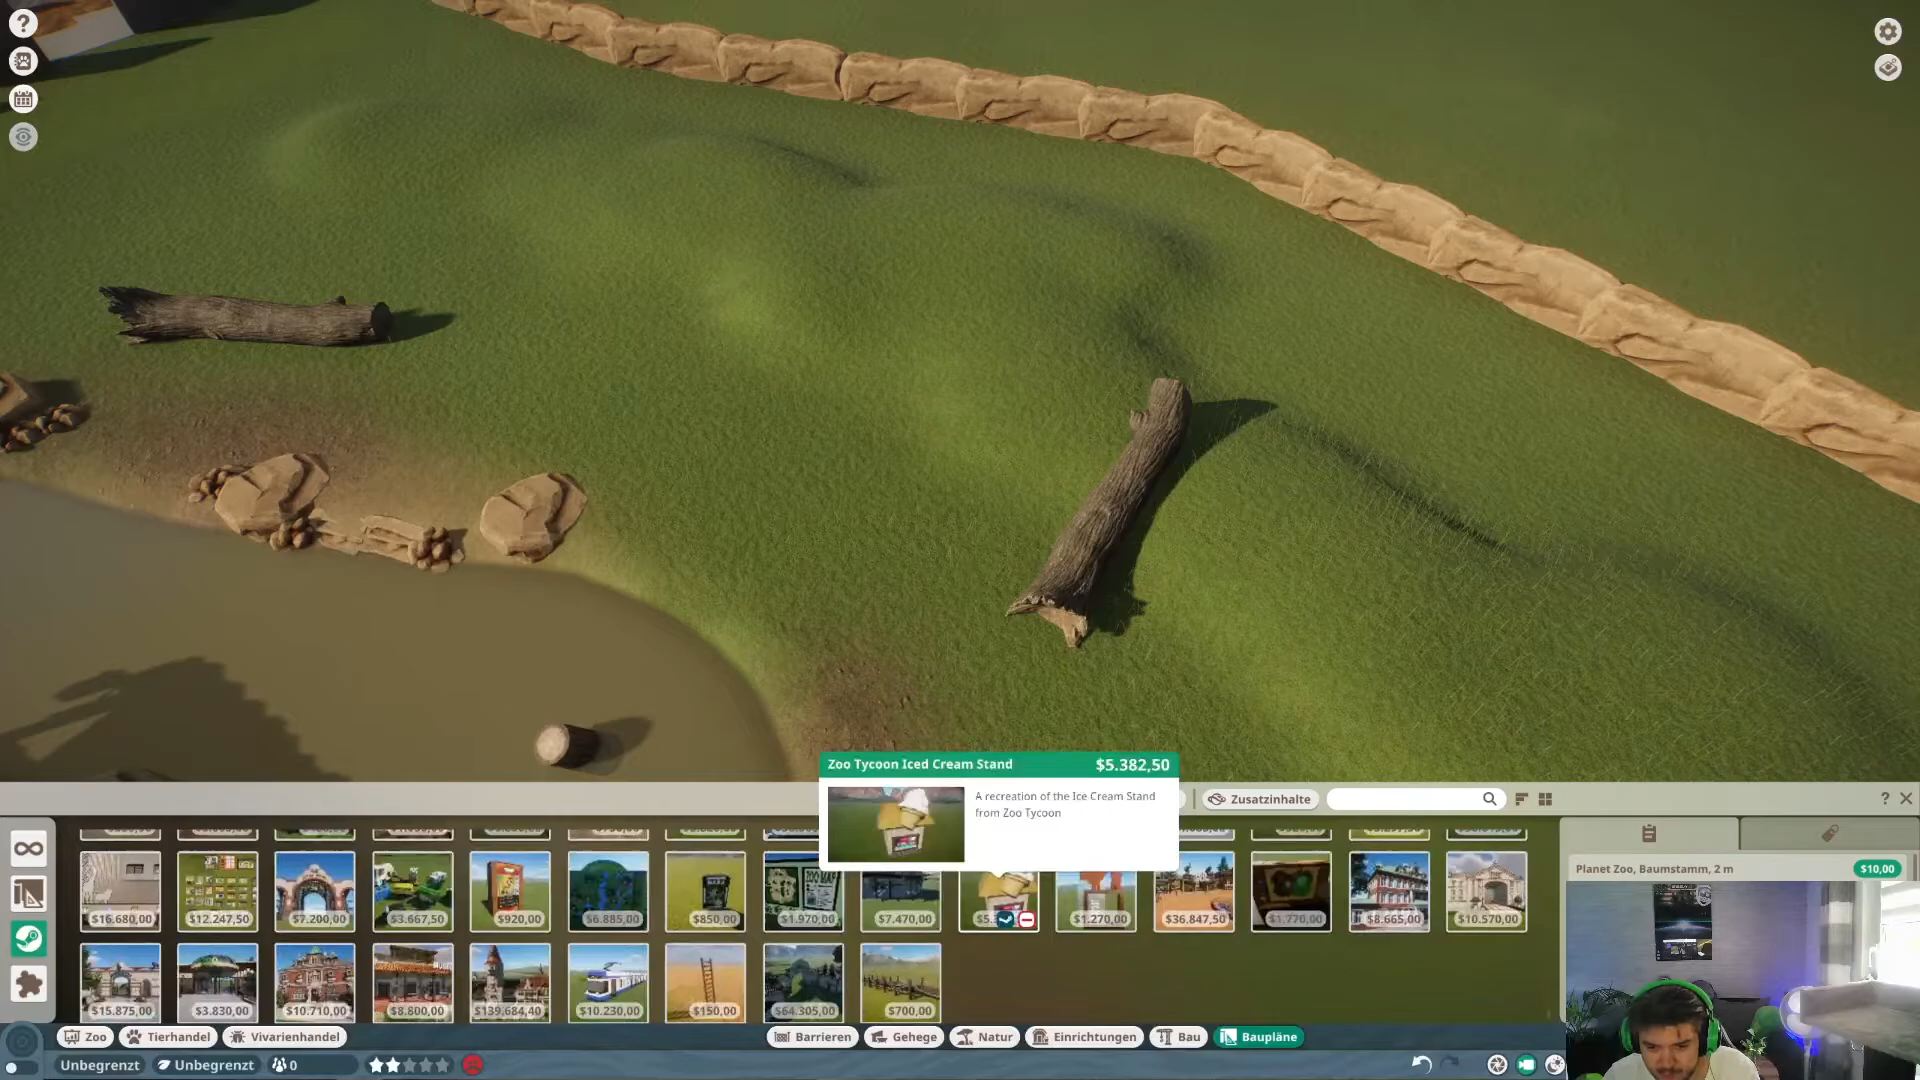 ?
Zoo Tycoon Iced Cream Stand $5.382,50
A recreation of the Ice Cream Stand
from Zoo Tycoon
Zusatzinhalte
?
Planet Zoo, Baumstamm, 2 m $10,00
$16.680,00 $12.247,50 $7.200,00 $3.667,50 $920,00 $6.885,00 $850,00 $1.970,00 $7.470,00 $5. $1.270,00 $36.847,50 $1.770,00 $8.665,00 $10.570,00
$15.875,00 $3.830,00 $10.710,00 $8.800,00 $139.684,40 $10.230,00 $150,00 $64.305,00 $700,00
Zoo Tierhandel Vivarienhandel Barrieren Gehege Natur Einrichtungen Bau Baupläne
Unbegrenzt Unbegrenzt 0